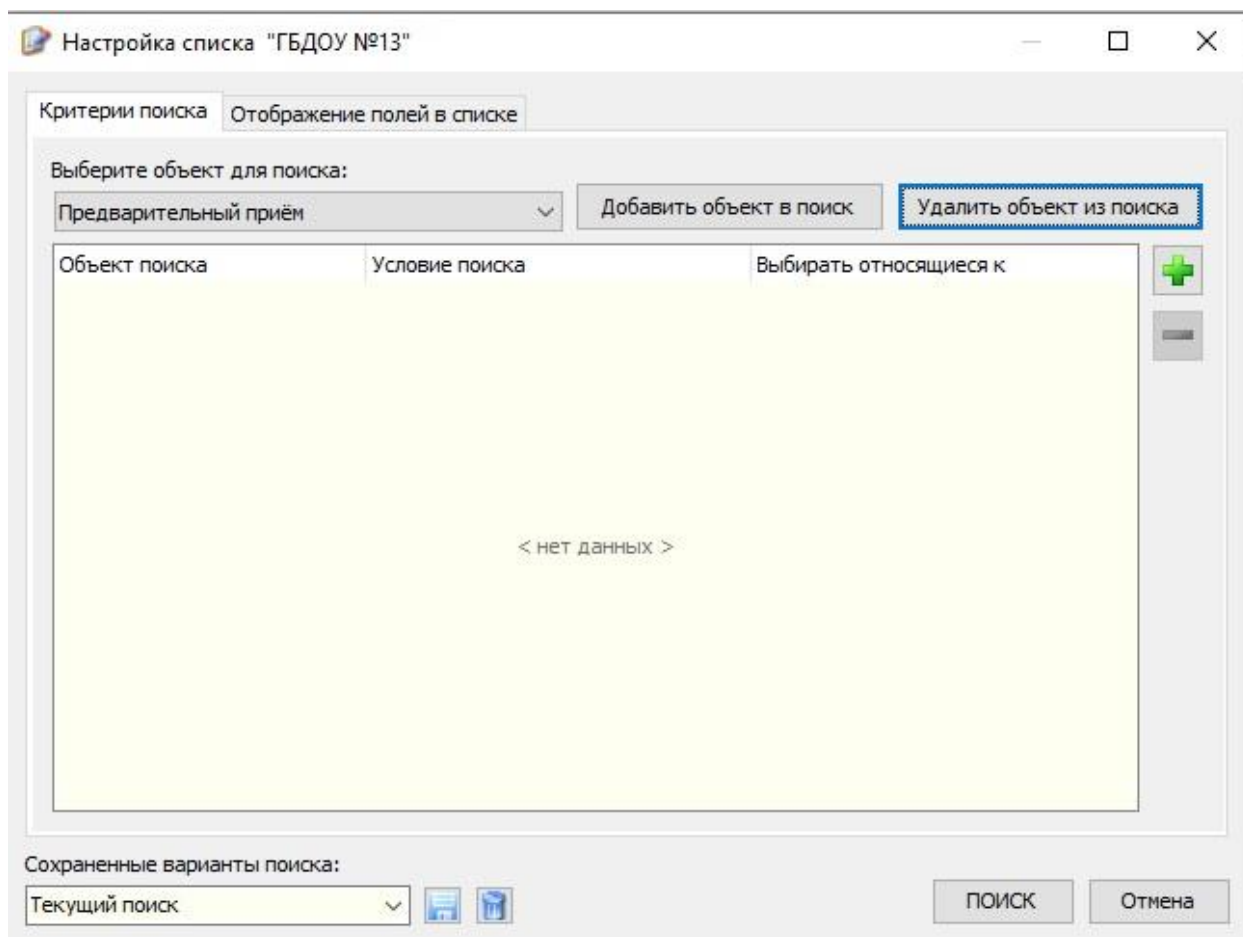 Настройка списка "ГБДОУ №13"
Критерии поиска Отображение полей в списке
Выберите объект для поиска:
Предварительный приём Добавить объект в поиск Удалить объект из поиска
Объект поиска Условие поиска Выбирать относящиеся к
< нет данных >
Сохраненные варианты поиска:
Текущий поиск ПОИСК Отмена